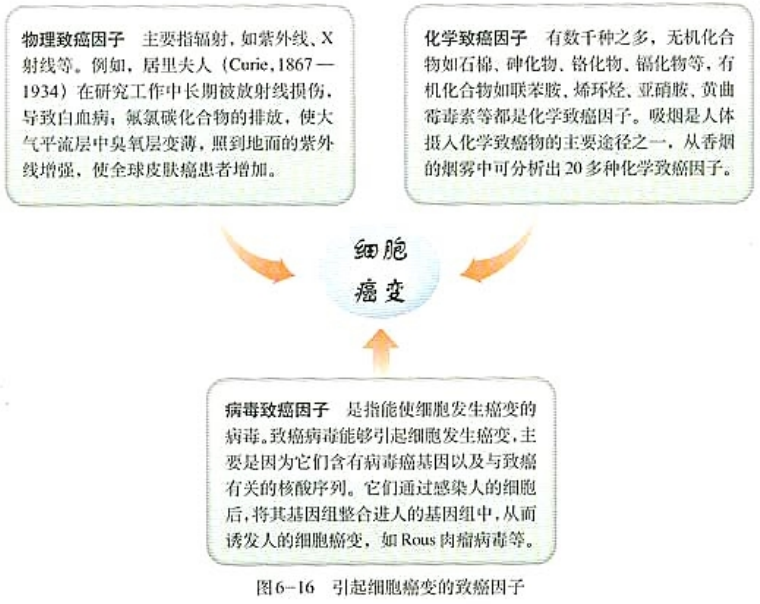 物理致癌因子 主要指辐射，如紫外线、X
射线等。例如，居里夫人（Curie,1867—
1934）在研究工作中长期被放射线损伤，
导致白血病；氟氯碳化合物的排放，使大
气平流层中臭氧层变薄，照到地面的紫外
线增强，使全球皮肤癌患者增加。
化学致癌因子 有数千种之多，无机化合
物如石棉、砷化物、铬化物、镉化物等，有
机化合物如联苯胺、烯环烃、亚硝胺、黄曲
霉毒素等都是化学致癌因子。吸烟是人体
摄入化学致癌物的主要途径之一，从香烟
的烟雾中可分析出20多种化学致癌因子。
细胞
癌变
病毒致癌因子 是指能使细胞发生癌变的
病毒。致癌病毒能够引起细胞发生癌变，主
要是因为它们含有病毒癌基因以及与致癌
有关的核酸序列。它们通过感染人的细胞
后，将其基因组整合进人的基因组中，从而
诱发人的细胞癌变，如Rous肉瘤病毒等。
图6-16 引起细胞癌变的致癌因子